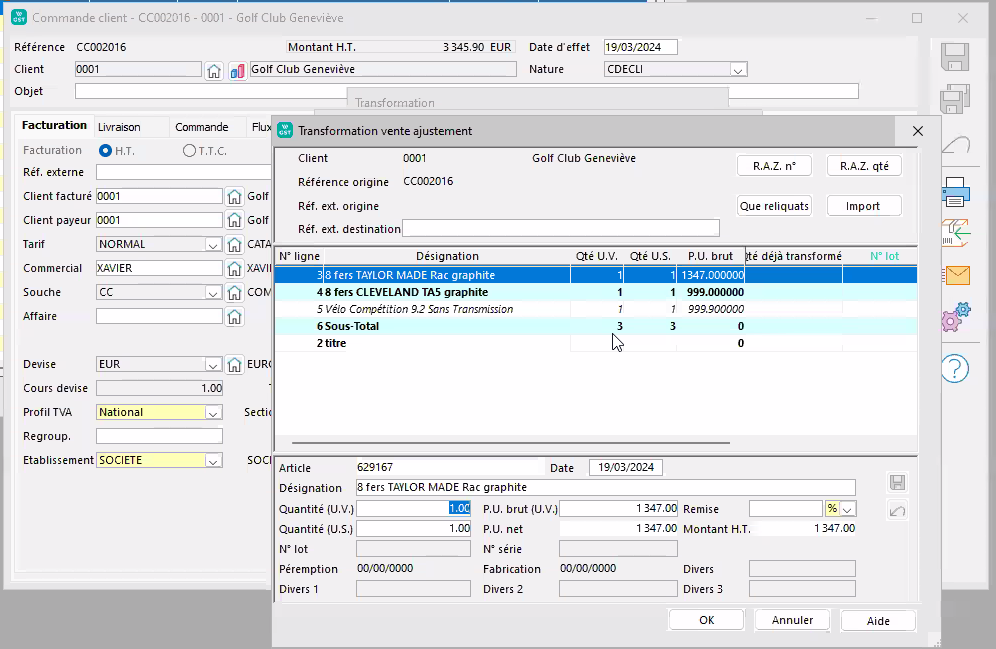 GST Commande client - CC002016 - 0001 - Golf Club Geneviève
Référence CC002016 Montant H.T. 3 345.90 EUR Date d'effet 19/03/2024
Client 0001 Golf Club Geneviève Nature CDECLI
Objet
Transformation
Facturation Livraison Commande Flux
Facturation H.T. T.T.C.
Réf. externe
Client facturé 0001 Golf
Client payeur 0001 Golf
Tarif NORMAL CATA
Commercial XAVIER XAVI
Souche CC COM
Affaire
Devise EUR EURO
Cours devise 1.00
Profil TVA National Sectio
Regroup.
Etablissement SOCIETE SOCI
GST Transformation vente ajustement
Client 0001 Golf Club Geneviève R.A.Z. n° R.A.Z. qté
Référence origine CC002016
Réf. ext. origine Que reliquats Import
Réf. ext. destination
N° ligne Désignation Qté U.V. Qté U.S. P.U. brut té déjà transformé N° lot
3 8 fers TAYLOR MADE Rac graphite 1 1 1347.000000
4 8 fers CLEVELAND TA5 graphite 1 1 999.000000
5 Vélo Compétition 9.2 Sans Transmission 1 1 999.900000
6 Sous-Total 3 3 0
2 titre 0
Article 629167 Date 19/03/2024
Désignation 8 fers TAYLOR MADE Rac graphite
Quantité (U.V.) 1.00 P.U. brut (U.V.) 1 347.00 Remise %
Quantité (U.S.) 1.00 P.U. net 1 347.00 Montant H.T. 1 347.00
N° lot N° série
Péremption 00/00/0000 Fabrication 00/00/0000 Divers
Divers 1 Divers 2 Divers 3
OK Annuler Aide